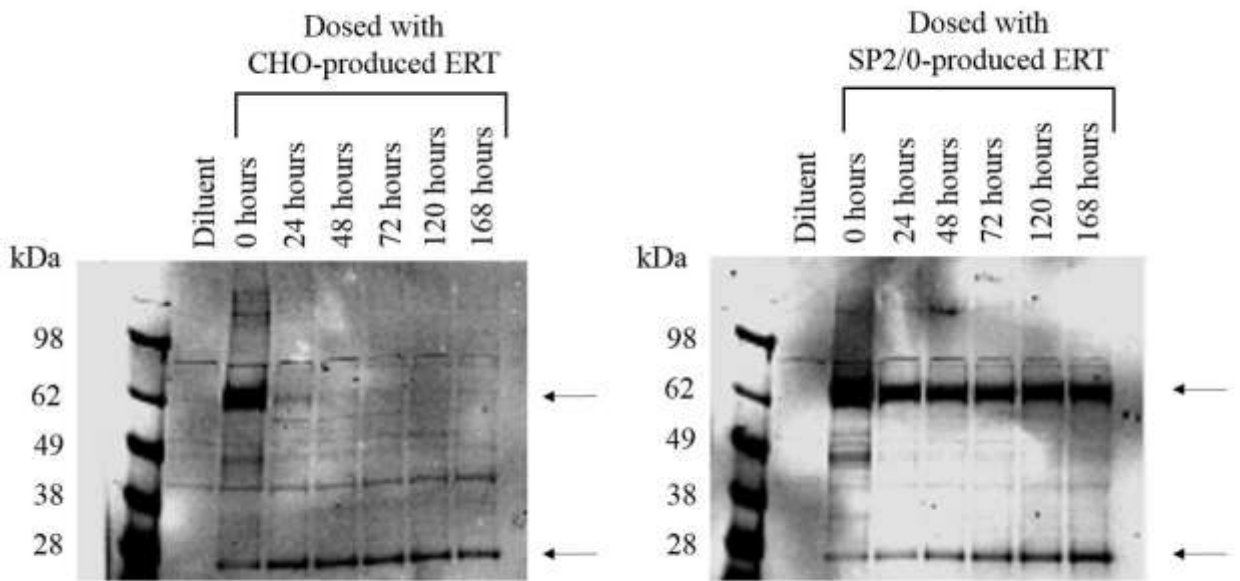 Dosed with
CHO-produced ERT
Diluent
0 hours
24 hours
48 hours
72 hours
120 hours
168 hours
kDa
98
62
49
38
28
Dosed with
SP2/0-produced ERT
Diluent
0 hours
24 hours
48 hours
72 hours
120 hours
168 hours
kDa
98
62
49
38
28